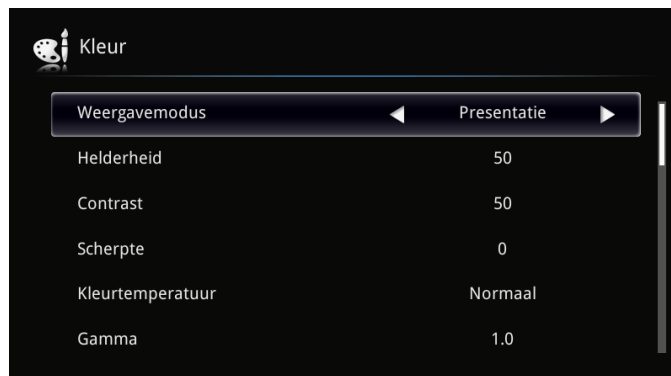 Kleur
Weergavemodus Presentatie
Helderheid 50
Contrast 50
Scherpte 0
Kleurtemperatuur Normaal
Gamma 1.0